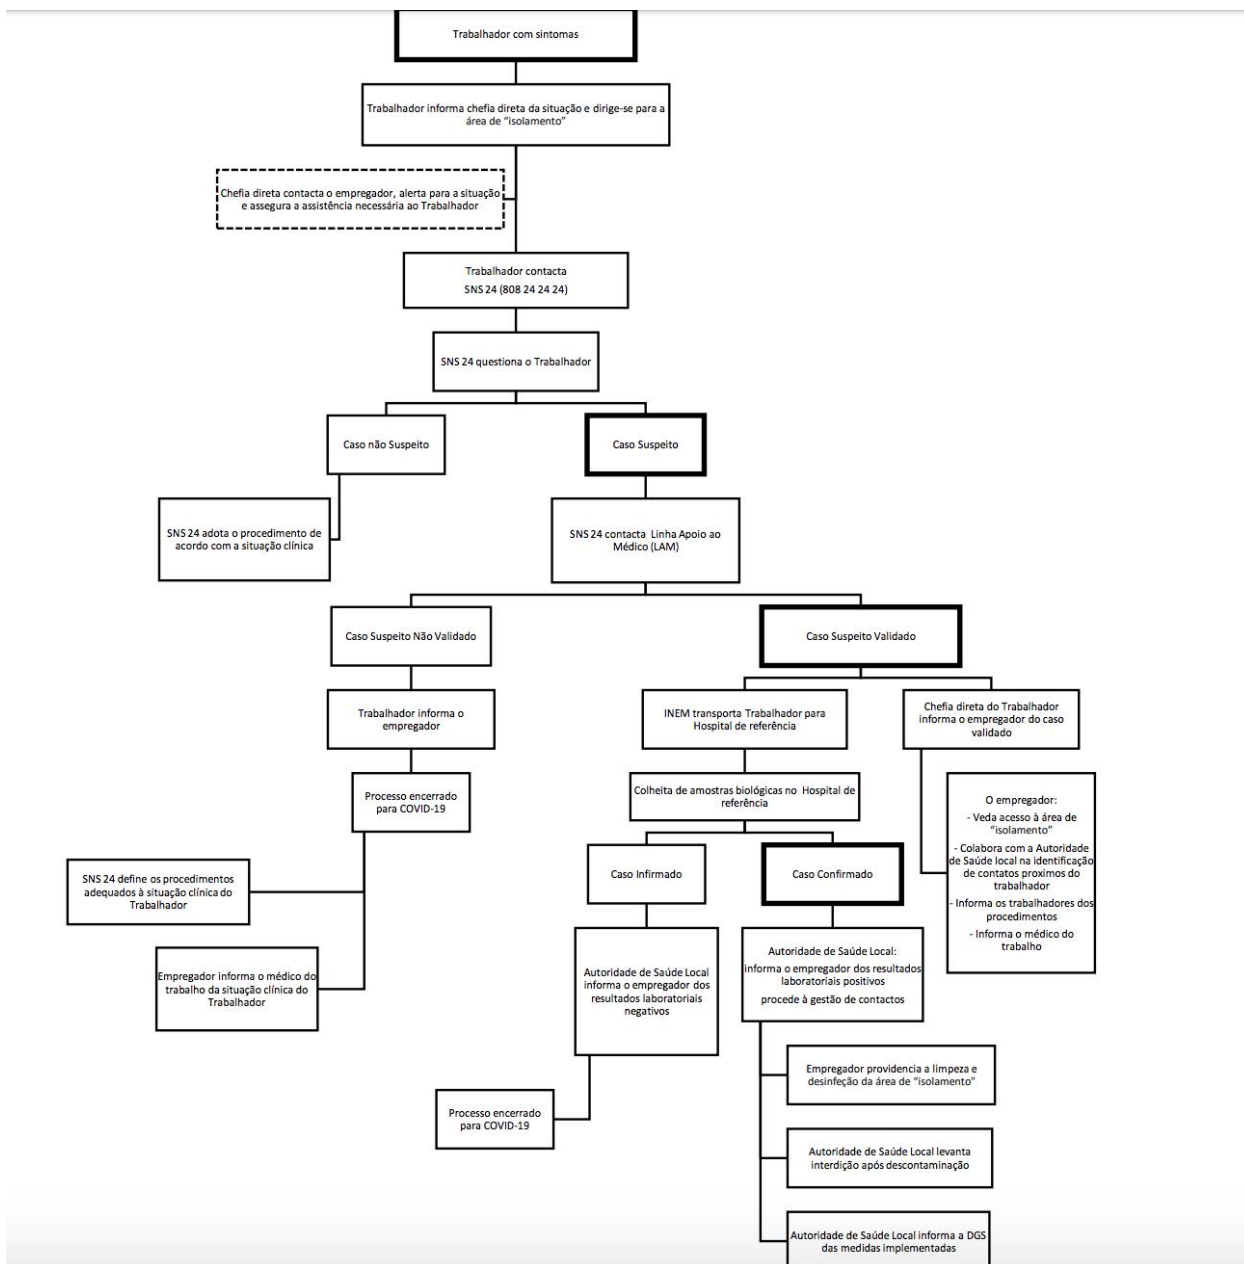 Trabalhador com sintomas
Trabalhador informa chefia direta da situação e dirige-se para a
área de “isolamento”
Chefia direta contacta o empregador, alerta para a situação
e assegura a assistência necessária ao Trabalhador
Trabalhador contacta
SNS 24 (808 24 24 24)
SNS 24 questiona o Trabalhador
Caso não Suspeito
Caso Suspeito
SNS 24 adota o procedimento de
acordo com a situação clínica
SNS 24 contacta Linha Apoio ao
Médico (LAM)
Caso Suspeito Não Validado
Caso Suspeito Validado
Trabalhador informa o
empregador
INEM transporta Trabalhador para
Hospital de referência
Chefia direta do Trabalhador
informa o empregador do caso
validado
Processo encerrado
para COVID-19
Colheita de amostras biológicas no Hospital de
referência
O empregador:
- Veda acesso à área de
“isolamento”
- Colabora com a Autoridade
de Saúde local na identificação
de contatos proximos do
trabalhador
- Informa os trabalhadores dos
procedimentos
- Informa o médico do
trabalho
SNS 24 define os procedimentos
adequados à situação clínica do
Trabalhador
Caso Infirmado
Caso Confirmado
Empregador informa o médico do
trabalho da situação clínica do
Trabalhador
Autoridade de Saúde Local
informa o empregador dos
resultados laboratoriais
negativos
Autoridade de Saúde Local:
informa o empregador dos resultados
laboratoriais positivos
procede à gestão de contactos
Empregador providencia a limpeza e
desinfeção da área de “isolamento"
Processo encerrado
para COVID-19
Autoridade de Saúde Local levanta
interdição após descontaminação
Autoridade de Saúde Local informa a DGS
das medidas implementadas